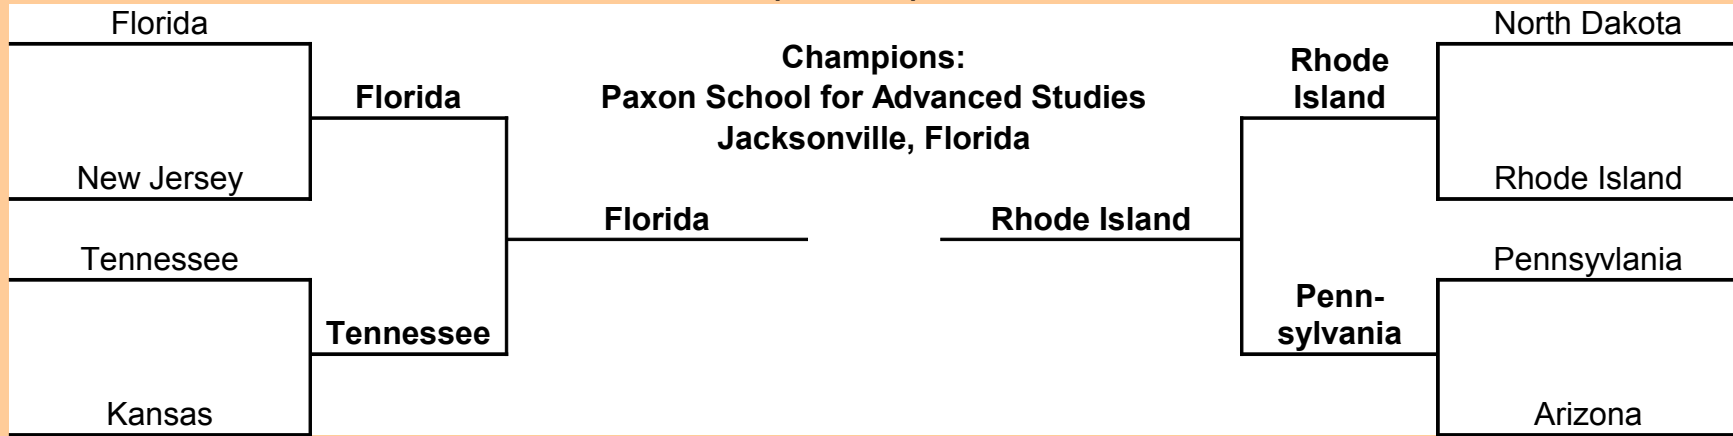 Florida
New Jersey
Tennessee
Kansas
Florida
Tennessee
Florida
Champions:
Paxon School for Advanced Studies
Jacksonville, Florida
Rhode Island
Rhode
Island
Penn-
sylvania
North Dakota
Rhode Island
Pennsyvlania
Arizona